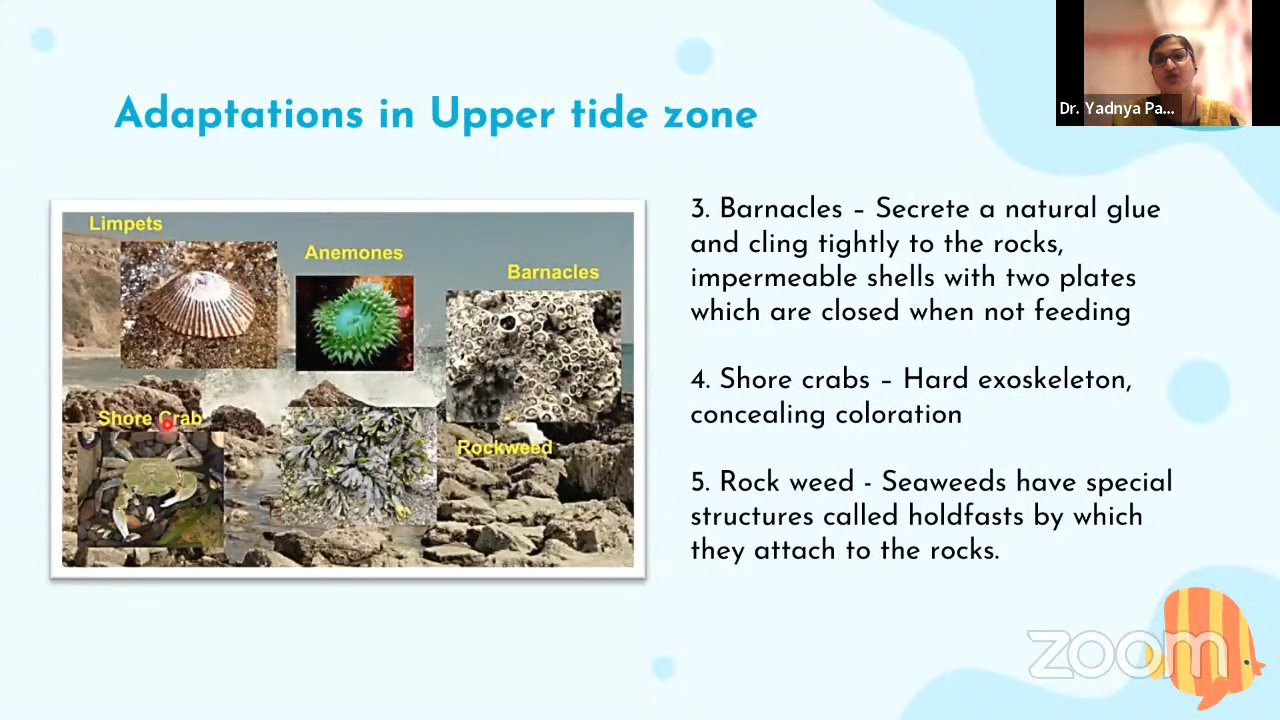 Dr. Yadnya Pa...
Adaptations in Upper tide zone
Limpets
Anemones
Barnacles
Shore Crab
Rockweed
3. Barnacles – Secrete a natural glue
and cling tightly to the rocks,
impermeable shells with two plates
which are closed when not feeding
4. Shore crabs – Hard exoskeleton,
concealing coloration
5. Rock weed - Seaweeds have special
structures called holdfasts by which
they attach to the rocks.
zoom